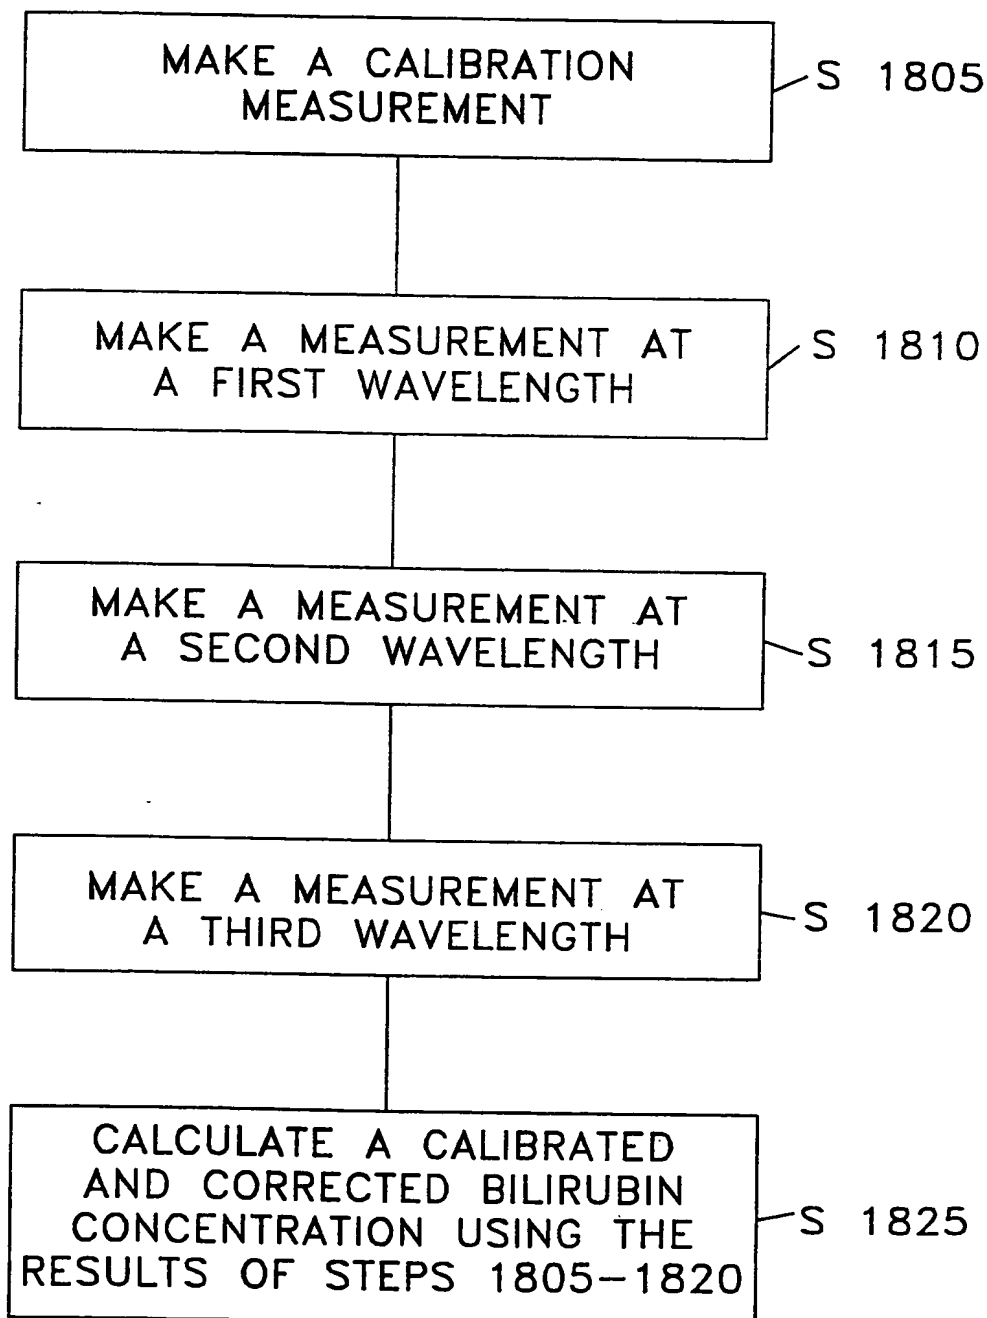 MAKE A CALIBRATION
MEASUREMENT
S 1805
MAKE A MEASUREMENT AT
A FIRST WAVELENGTH
S 1810
MAKE A MEASUREMENT AT
A SECOND WAVELENGTH
S 1815
MAKE A MEASUREMENT AT
A THIRD WAVELENGTH
S 1820
CALCULATE A CALIBRATED
AND CORRECTED BILIRUBIN
CONCENTRATION USING THE
RESULTS OF STEPS 1805–1820
S 1825